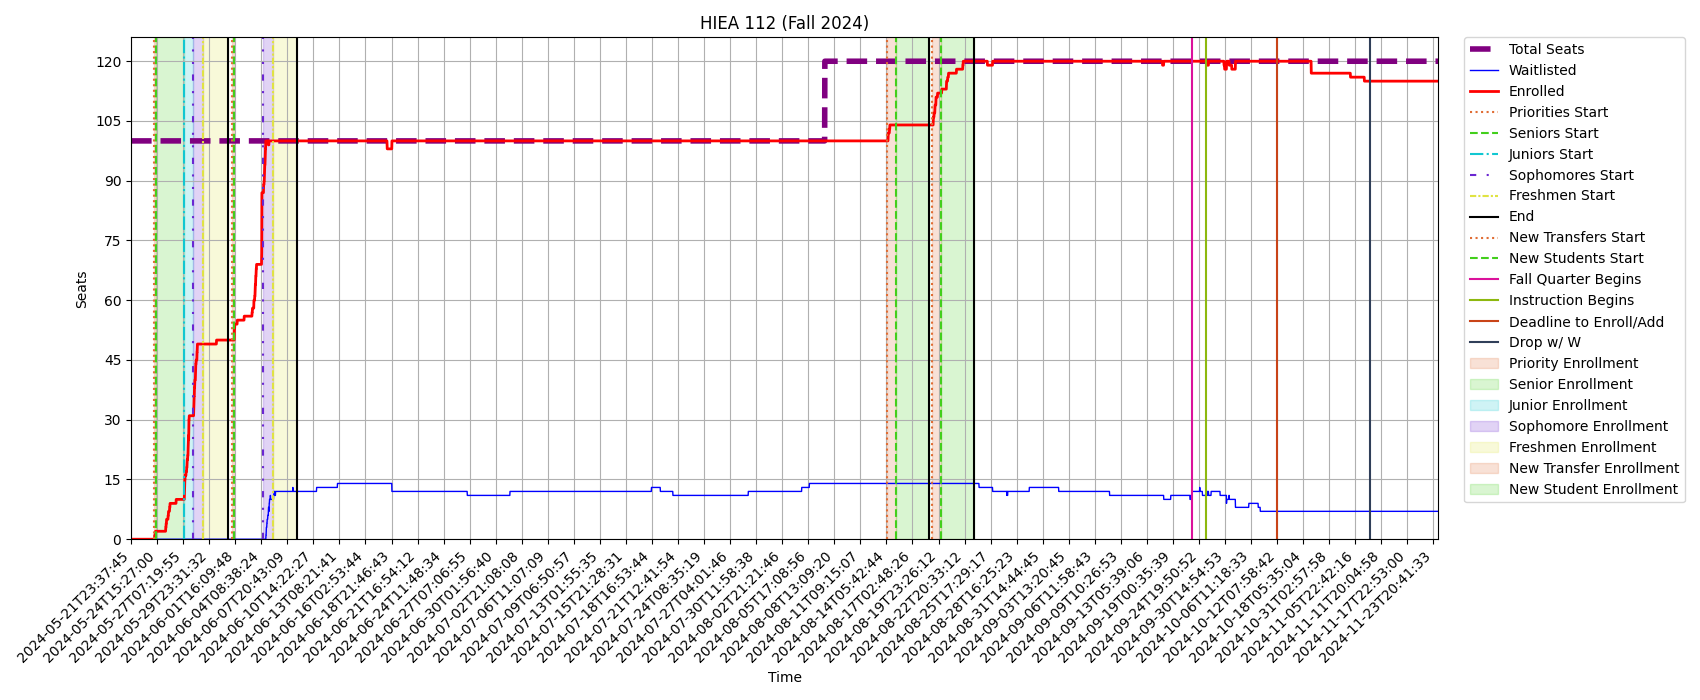 HIEA 112 (Fall 2024)
Seats
120
105
90
75
60
45
30
15
0
2024-05-21T23:37:45
2024-05-24T15:27:00
2024-05-27T07:19:55
2024-05-29T23:31:32
2024-06-01T16:09:48
2024-06-04T08:38:24
2024-06-07T20:43:09
2024-06-10T14:22:27
2024-06-13T08:21:41
2024-06-16T02:53:44
2024-06-18T21:46:43
2024-06-21T16:54:12
2024-06-24T11:48:34
2024-06-27T07:06:55
2024-06-30T01:56:40
2024-07-02T21:08:08
2024-07-06T11:07:09
2024-07-09T06:50:57
2024-07-13T01:55:35
2024-07-15T21:28:31
2024-07-18T16:53:44
2024-07-21T12:41:54
2024-07-24T08:35:19
2024-07-27T04:01:46
2024-07-30T11:58:38
2024-08-02T21:21:46
2024-08-05T17:08:56
2024-08-08T13:09:20
2024-08-11T09:15:07
2024-08-14T05:42:44
2024-08-17T02:48:26
2024-08-19T23:26:12
2024-08-22T20:33:12
2024-08-25T17:29:17
2024-08-28T16:25:23
2024-08-31T14:44:45
2024-09-03T13:20:45
2024-09-06T11:58:43
2024-09-09T10:26:53
2024-09-13T05:39:06
2024-09-19T00:35:39
2024-09-24T19:50:52
2024-09-30T14:54:53
2024-10-06T11:18:33
2024-10-12T07:58:42
2024-10-18T05:35:04
2024-10-31T02:57:58
2024-11-05T22:42:16
2024-11-11T20:04:58
2024-11-17T22:53:00
2024-11-23T20:41:33
Time
Total Seats
Waitlisted
Enrolled
Priorities Start
Seniors Start
Juniors Start
Sophomores Start
Freshmen Start
End
New Transfers Start
New Students Start
Fall Quarter Begins
Instruction Begins
Deadline to Enroll/Add
Drop w/ W
Priority Enrollment
Senior Enrollment
Junior Enrollment
Sophomore Enrollment
Freshmen Enrollment
New Transfer Enrollment
New Student Enrollment